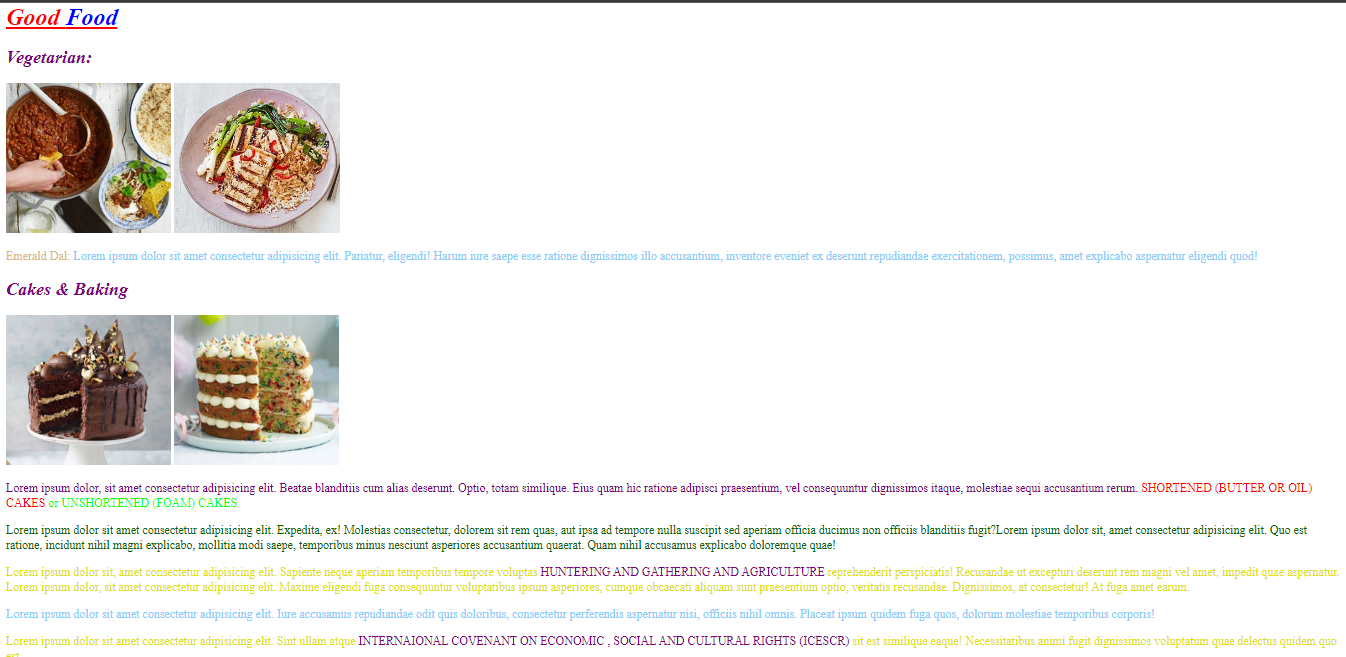 Good Food
Vegetarian:
Emerald Dal: Lorem ipsum dolor sit amet consectetur adipisicing elit. Pariatur, eligendi! Harum iure saepe esse ratione dignissimos illo accusantium, inventore eveniet ex deserunt repudiandae exercitationem, possimus, amet explicabo aspernatur eligendi quod!
Cakes & Baking
Lorem ipsum dolor, sit amet consectetur adipisicing elit. Beatae blanditiis cum alias deserunt. Optio, totam similique. Eius quam hic ratione adipisci praesentium, vel consequuntur dignissimos itaque, molestiae sequi accusantium rerum. SHORTENED (BUTTER OR OIL)
CAKES or UNSHORTENED (FOAM) CAKES
Lorem ipsum dolor sit amet consectetur adipisicing elit. Expedita, ex! Molestias consectetur, dolorem sit rem quas, aut ipsa ad tempore nulla suscipit sed aperiam officia ducimus non officiis blanditiis fugit?Lorem ipsum dolor sit, amet consectetur adipisicing elit. Quo est
ratione, incidunt nihil magni explicabo, mollitia modi saepe, temporibus minus nesciunt asperiores accusantium quaerat. Quam nihil accusamus explicabo doloremque quae!
Lorem ipsum dolor sit, amet consectetur adipisicing elit. Sapiente neque aperiam temporibus tempore voluptas HUNTERING AND GATHERING AND AGRICULTURE reprehenderit perspiciatis! Recusandae ut excepturi deserunt rem magni vel amet, impedit quae aspernatur.
Lorem ipsum dolor, sit amet consectetur adipisicing elit. Maxime eligendi fuga consequuntur voluptatibus ipsum asperiores, cumque obcaecati aliquam sunt praesentium optio, veritatis recusandae. Dignissimos, at consectetur! At fuga amet earum.
Lorem ipsum dolor sit amet consectetur adipisicing elit. Iure accusamus repudiandae odit quis doloribus, consectetur perferendis aspernatur nisi, officiis nihil omnis. Placeat ipsum quidem fuga quos, dolorum molestiae temporibus corporis!
Lorem ipsum dolor sit amet consectetur adipisicing elit. Sint ullam atque INTERNAIONAL COVENANT ON ECONOMIC , SOCIAL AND CULTURAL RIGHTS (ICESCR) sit est similique eaque! Necessitatibus animi fugit dignissimos voluptatum quae delectus quidem quo
est